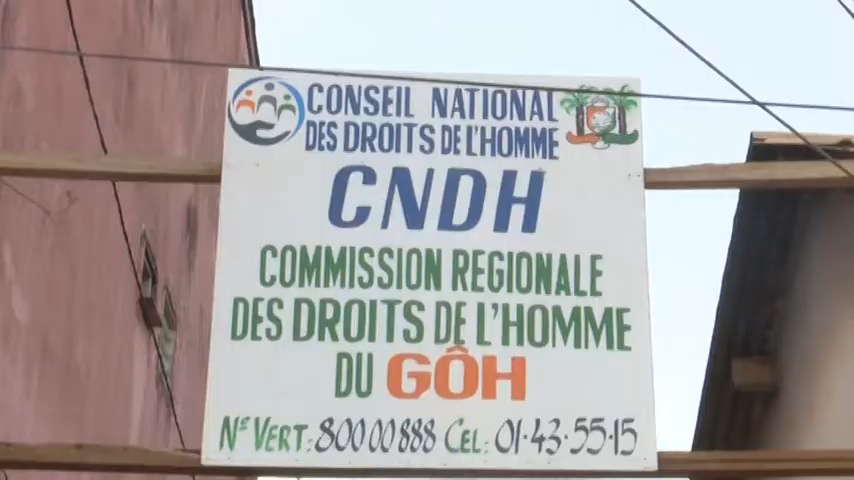 CONSEIL NATIONAL
DES DROITS DE L'HOMME
CNDH
COMMISSION REGIONALE
DES DROITS DE L'HOMME
DU GÔH
Nº VERT: 800 00 888 CEL: 01·43·55·15